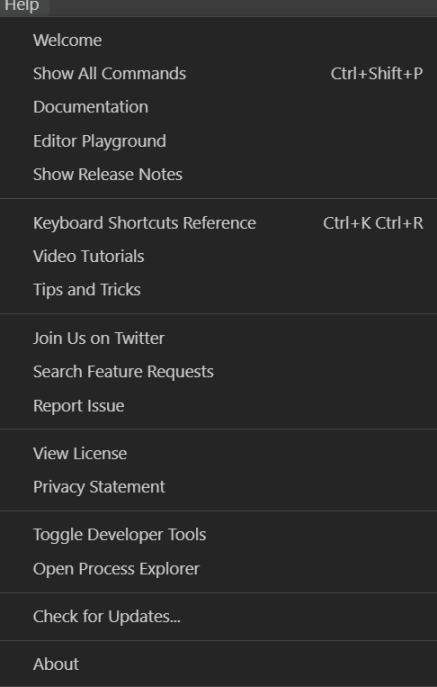 Help
Welcome
Show All Commands Ctrl+Shift+P
Documentation
Editor Playground
Show Release Notes
Keyboard Shortcuts Reference Ctrl+K Ctrl+R
Video Tutorials
Tips and Tricks
Join Us on Twitter
Search Feature Requests
Report Issue
View License
Privacy Statement
Toggle Developer Tools
Open Process Explorer
Check for Updates...
About